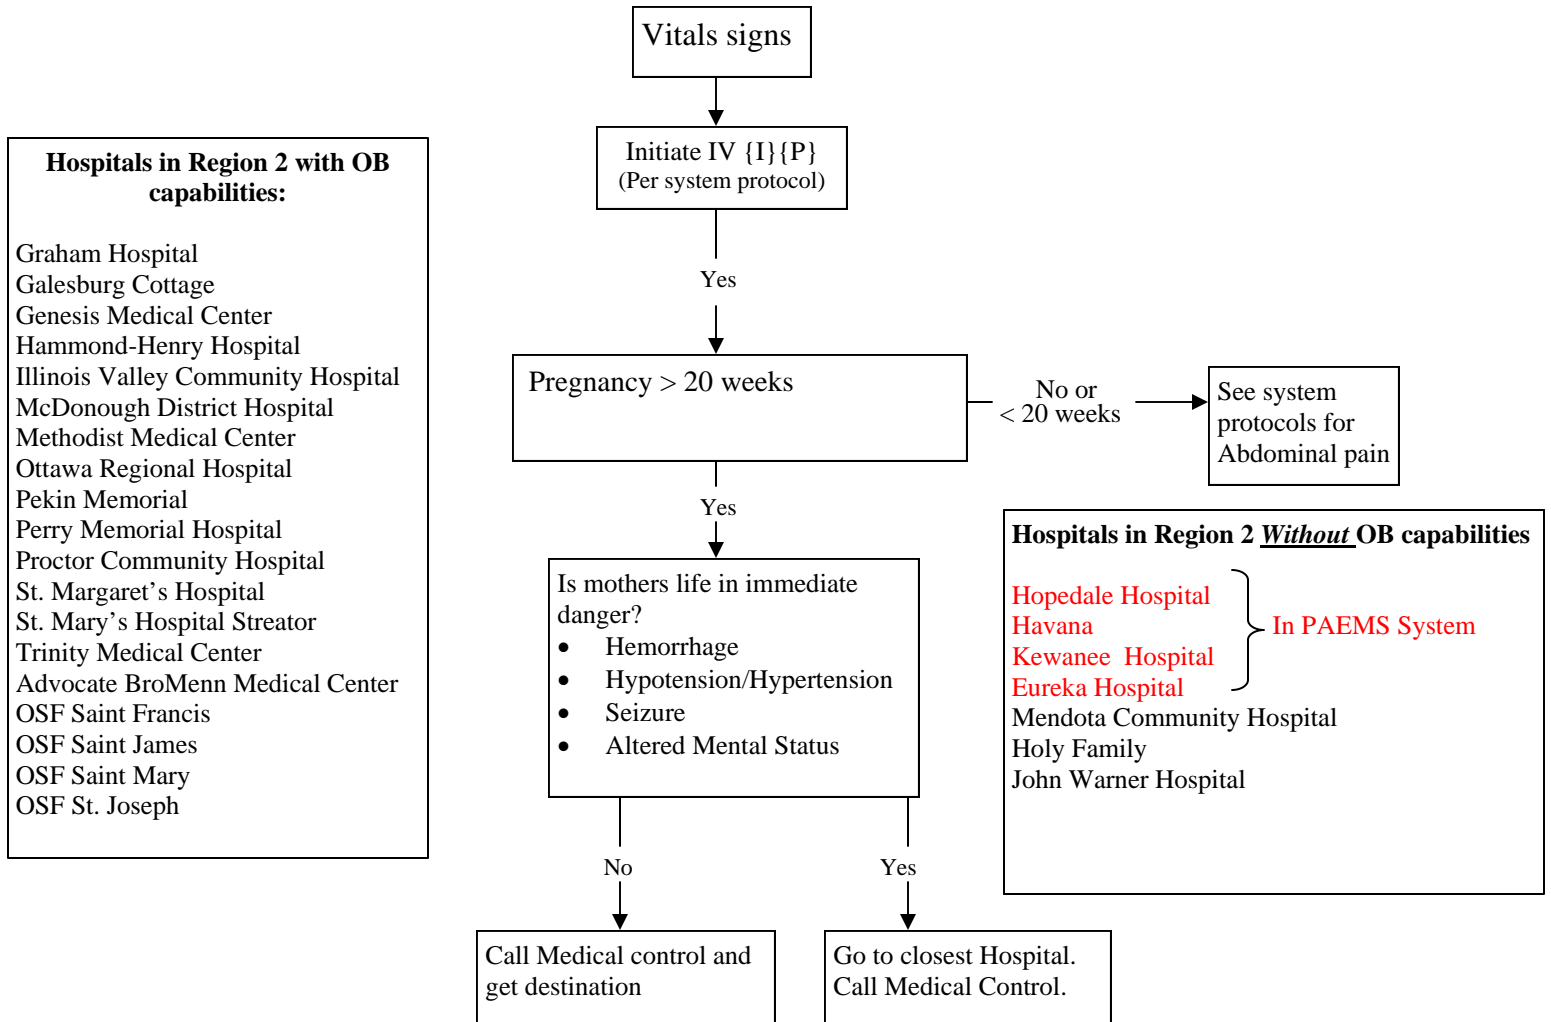 Vitals signs
Initiate IV {I}{P}
(Per system protocol)
Hospitals in Region 2 with OB
capabilities:
Graham Hospital
Galesburg Cottage
Genesis Medical Center
Hammond-Henry Hospital
Illinois Valley Community Hospital
McDonough District Hospital
Methodist Medical Center
Ottawa Regional Hospital
Pekin Memorial
Perry Memorial Hospital
Proctor Community Hospital
St. Margaret’s Hospital
St. Mary’s Hospital Streator
Trinity Medical Center
Advocate BroMenn Medical Center
OSF Saint Francis
OSF Saint James
OSF Saint Mary
OSF St. Joseph
Yes
Pregnancy > 20 weeks
No or
< 20 weeks
See system
protocols for
Abdominal pain
Yes
Is mothers life in immediate
danger?
• Hemorrhage
• Hypotension/Hypertension
• Seizure
• Altered Mental Status
Hospitals in Region 2 Without OB capabilities
Hopedale Hospital
Havana
Kewanee Hospital
Eureka Hospital
In PAEMS System
Mendota Community Hospital
Holy Family
John Warner Hospital
No
Yes
Call Medical control and
get destination
Go to closest Hospital.
Call Medical Control.